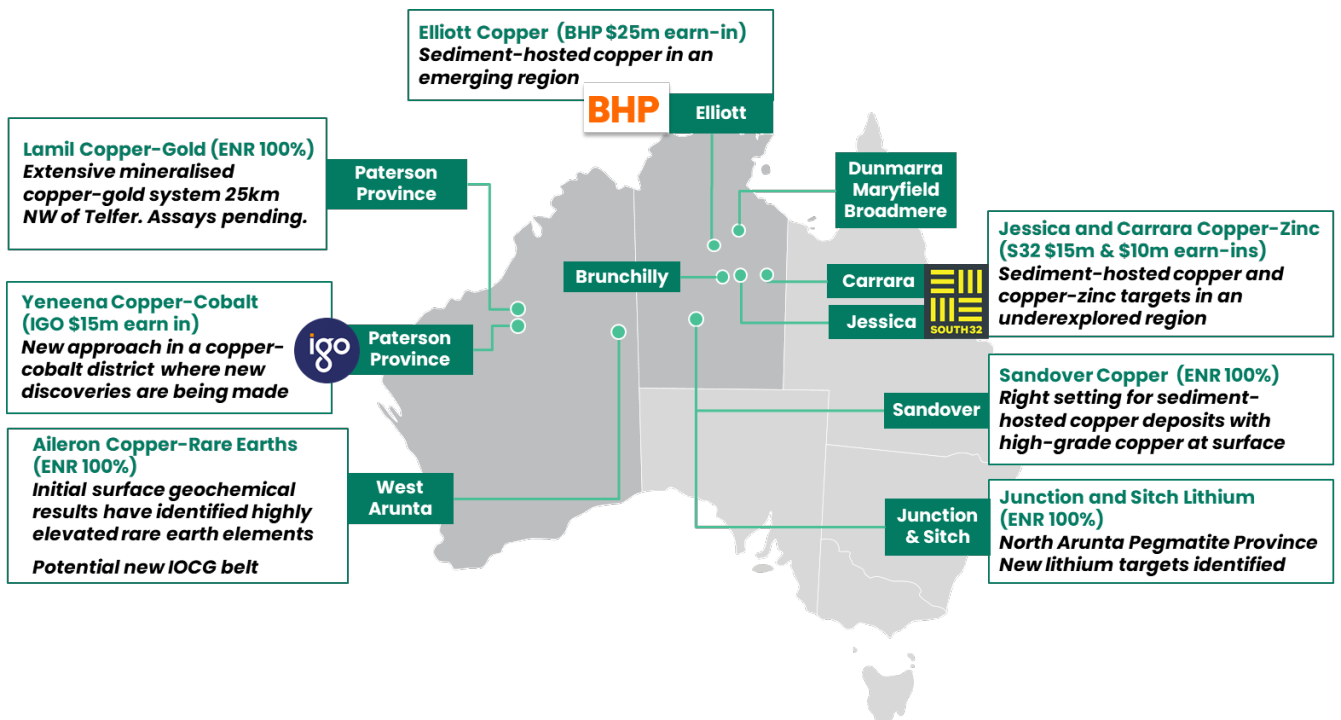 Elliott Copper (BHP $25m earn-in)
Sediment-hosted copper in an
emerging region
BHP
Elliott
Lamil Copper-Gold (ENR 100%)
Extensive mineralised
copper-gold system 25km
NW of Telfer. Assays pending.
Paterson
Province
Dunmarra
Maryfield
Broadmere
Jessica and Carrara Copper-Zinc
(S32 $15m & $10m earn-ins)
Sediment-hosted copper and
copper-zinc targets in an
underexplored region
Brunchilly
Carrara
Jessica
SOUTH32
Yeneena Copper-Cobalt
(IGO $15m earn in)
New approach in a copper-
cobalt district where new
discoveries are being made
igo
Paterson
Province
Sandover Copper (ENR 100%)
Right setting for sediment-
hosted copper deposits with
high-grade copper at surface
Sandover
Aileron Copper-Rare Earths
(ENR 100%)
Initial surface geochemical
results have identified highly
elevated rare earth elements
Potential new IOCG belt
West
Arunta
Junction
& Sitch
Junction and Sitch Lithium
(ENR 100%)
North Arunta Pegmatite Province
New lithium targets identified